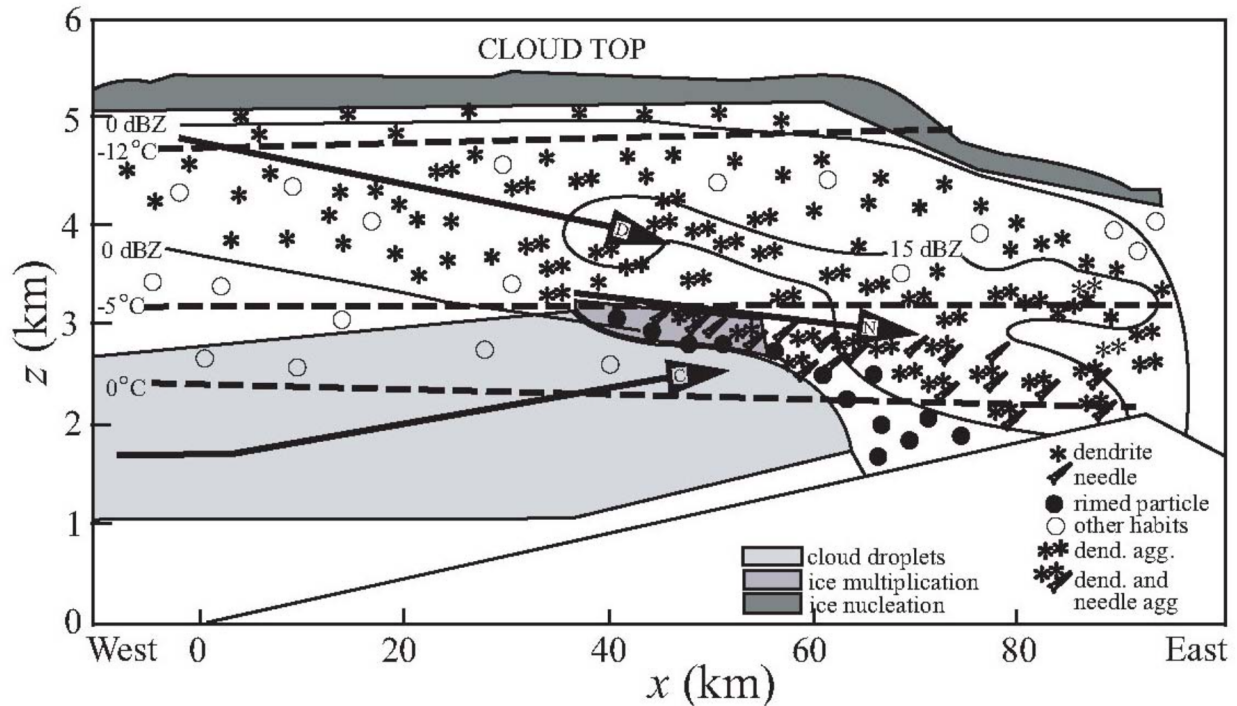 6
CLOUD TOP
5
0 dBZ
-12°C
D
4
0 dBZ
15 dBZ
z (km)
-5°C
3
N
C
0°C
2
dendrite
needle
rimed particle
other habits
dend. agg.
dend. and
needle agg
1
cloud droplets
ice multiplication
ice nucleation
0
West 0 20 40 60 80 East
x (km)